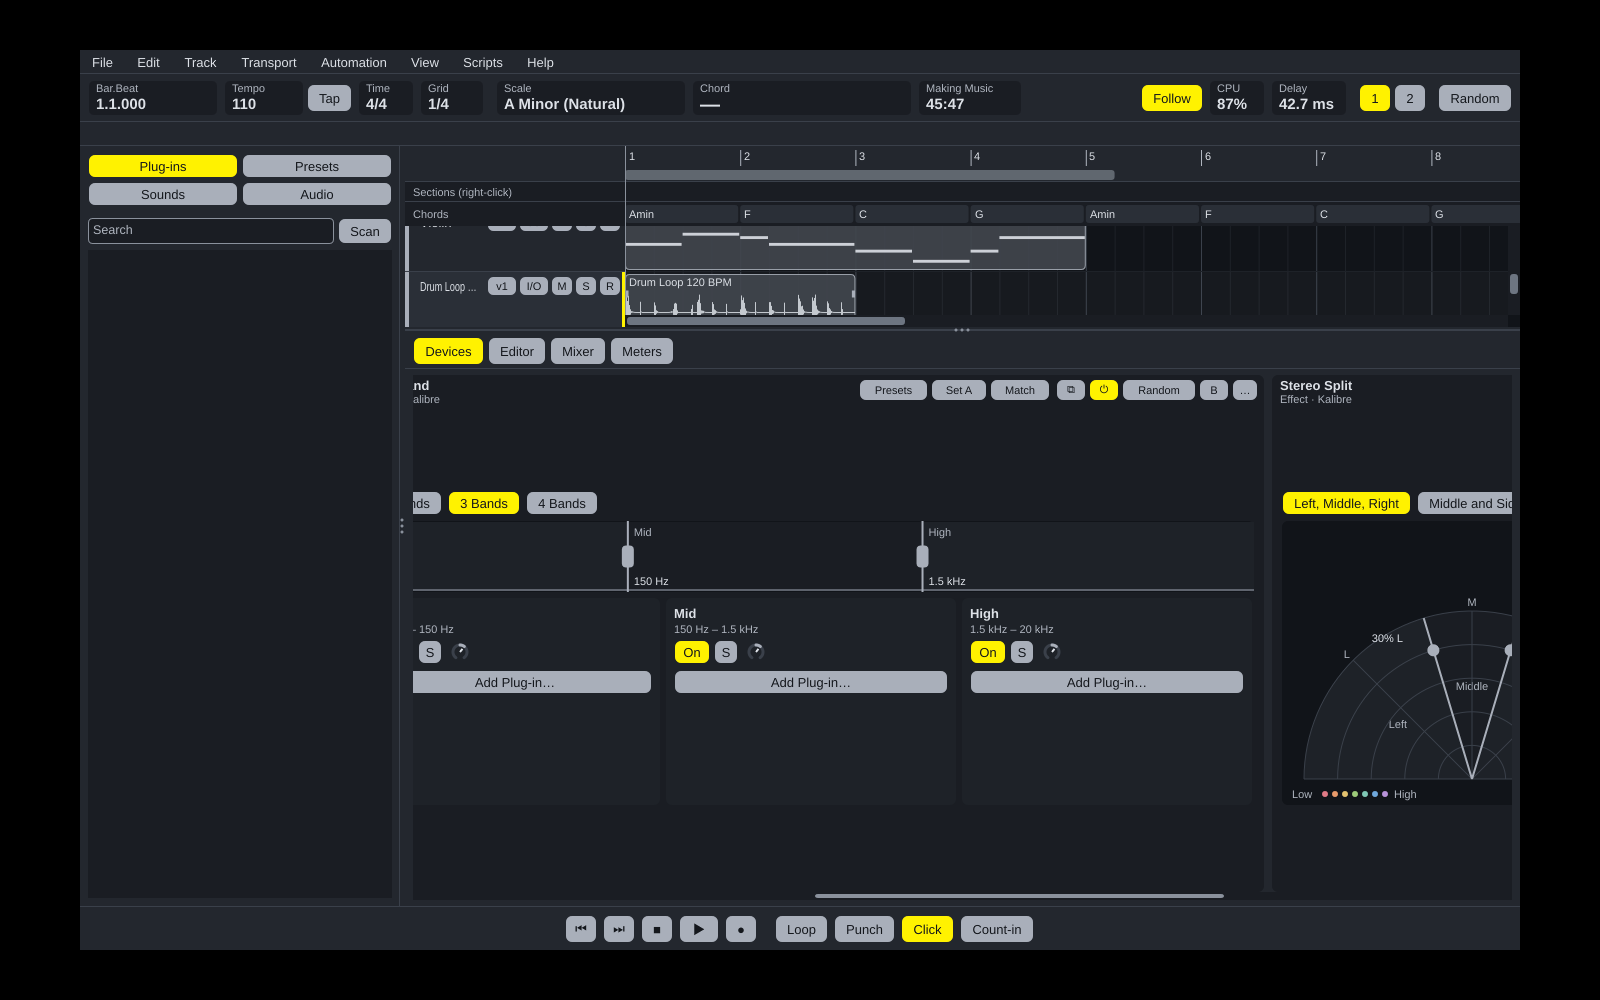 File Edit Track Transport Automation View Scripts Help
Bar.Beat Tempo Time Grid Scale Chord Making Music CPU Delay
1.1.000 110 Tap 4/4 1/4 A Minor (Natural) — 45:47 Follow 87% 42.7 ms 1 2 Random
Plug-ins Presets
Sounds Audio
Search Scan
1 2 3 4 5 6 7 8
Sections (right-click)
Chords Amin F C G Amin F C G
Drum Loop ... v1 I/O M S R
Drum Loop 120 BPM
Devices Editor Mixer Meters
nd Presets Set A Match Random B ...
alibre
Stereo Split
Effect · Kalibre
nds 3 Bands 4 Bands
Left, Middle, Right Middle and Sid
Mid High
150 Hz 1.5 kHz
Mid High
- 150 Hz 150 Hz – 1.5 kHz 1.5 kHz – 20 kHz
S On S On S
Add Plug-in… Add Plug-in… Add Plug-in…
M
30% L
L
Middle
Left
Low High
Loop Punch Click Count-in